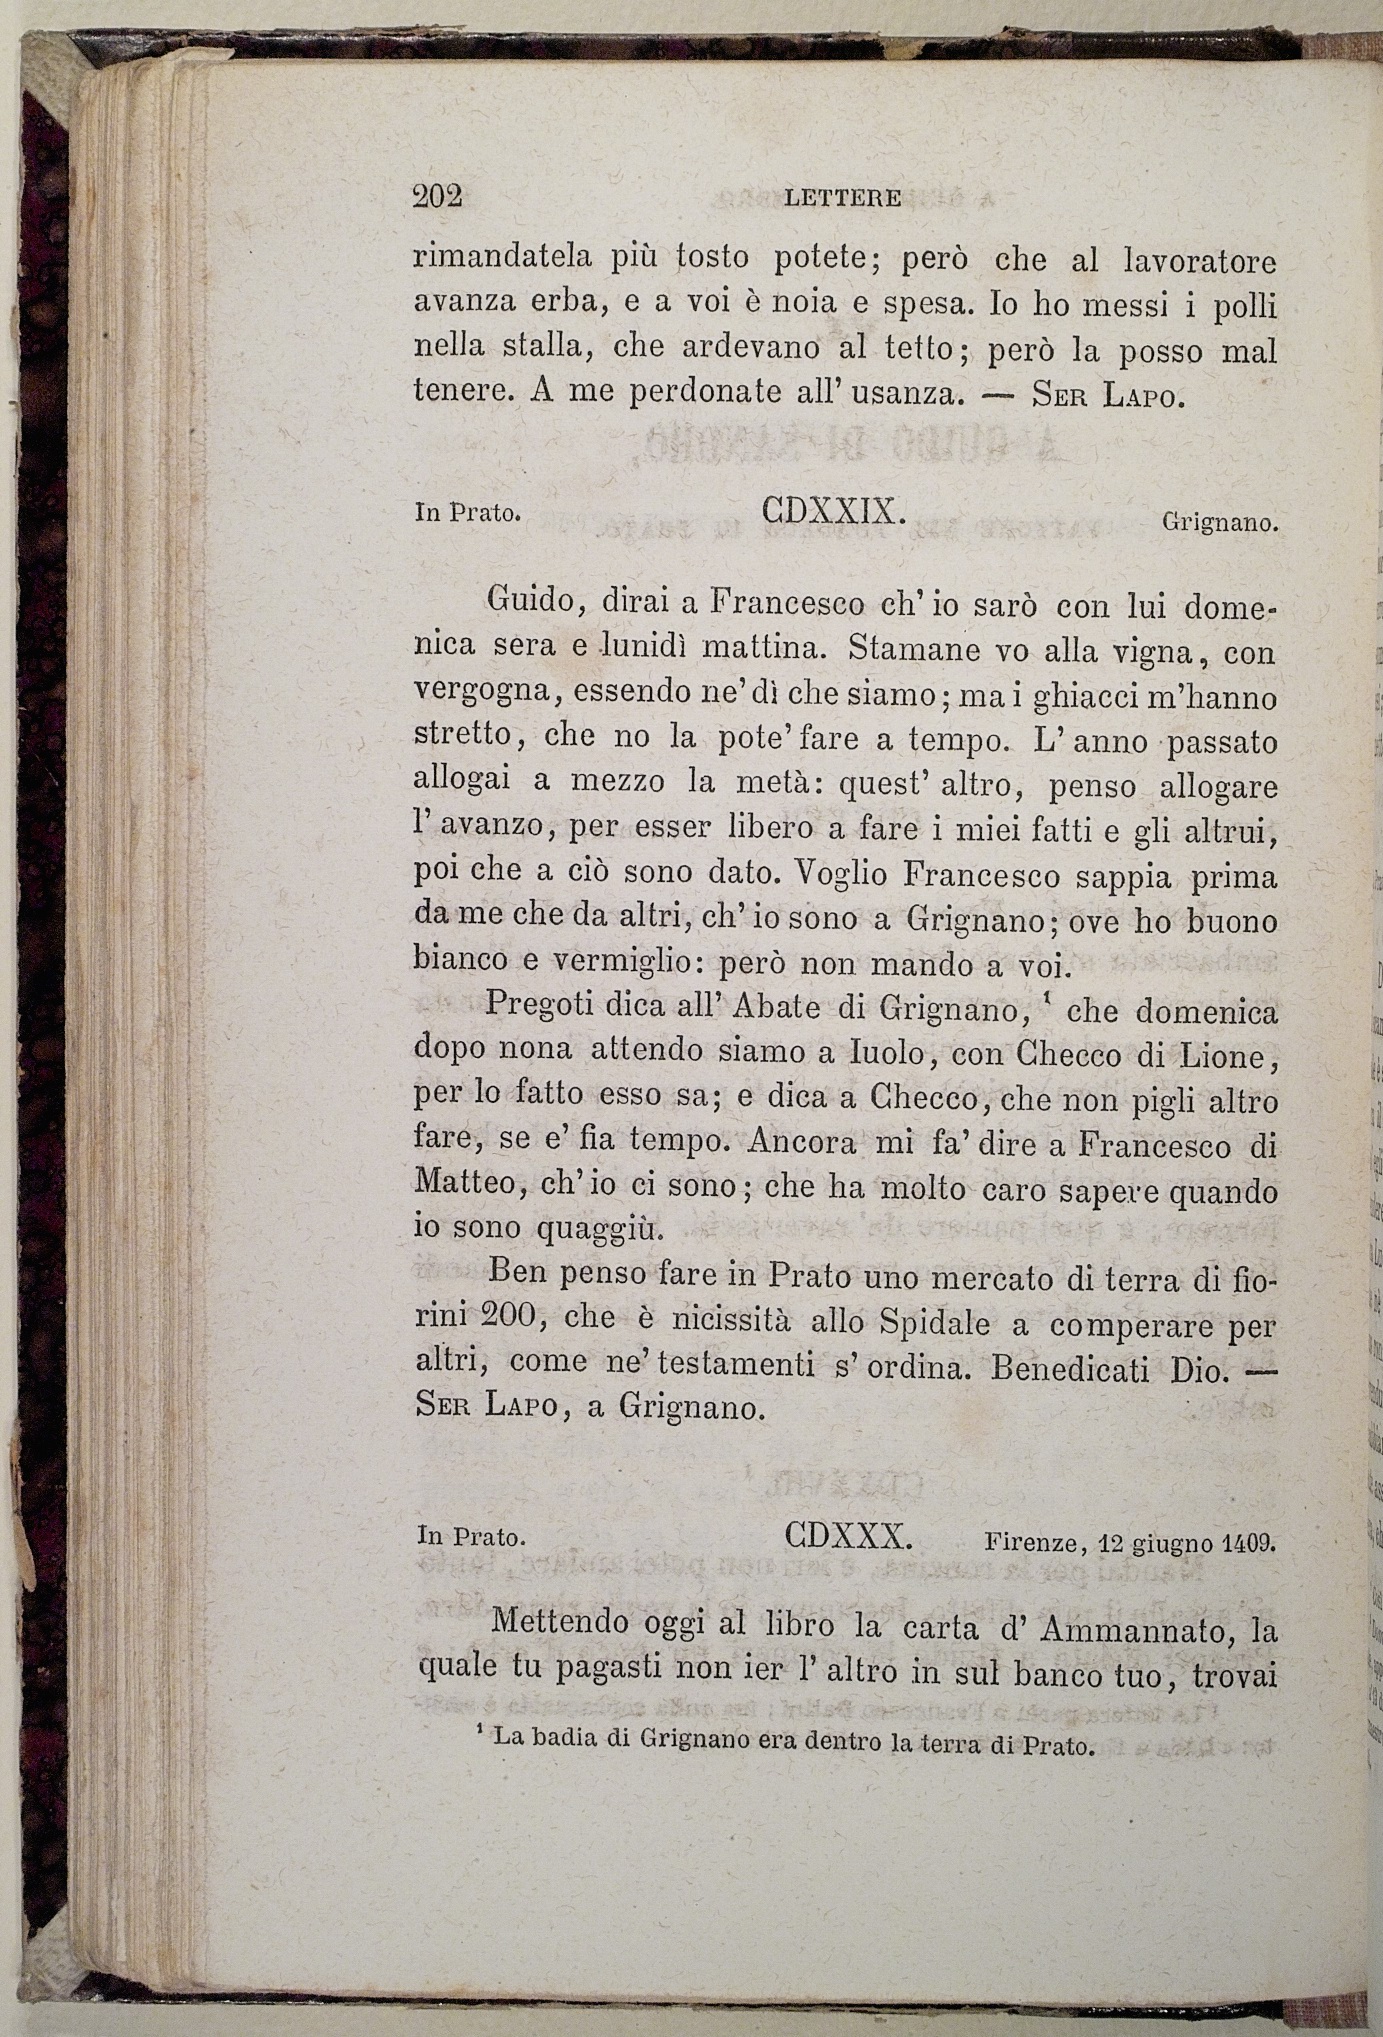 202 LETTERE
rimandatela più tosto potete; però che al lavoratore
avanza erba, e a voi è noia e spesa. Io ho messi i polli
nella stalla, che ardevano al tetto; però la posso mal
tenere. A me perdonate all' usanza. — SER LAPO.
In Prato. CDXXIX. Grignano.
Guido, dirai a Francesco ch' io sarò con lui dome-
nica sera e lunidì mattina. Stamane vo alla vigna, con
vergogna, essendo ne' dì che siamo; ma i ghiacci m'hanno
stretto, che no la pote' fare a tempo. L' anno passato
allogai a mezzo la metà: quest' altro, penso allogare
l' avanzo, per esser libero a fare i miei fatti e gli altrui,
poi che a ciò sono dato. Voglio Francesco sappia prima
da me che da altri, ch' io sono a Grignano; ove ho buono
bianco e vermiglio: però non mando a voi.
Pregoti dica all' Abate di Grignano, ¹ che domenica
dopo nona attendo siamo a Iuolo, con Checco di Lione,
per lo fatto esso sa; e dica a Checco, che non pigli altro
fare, se e' fia tempo. Ancora mi fa' dire a Francesco di
Matteo, ch' io ci sono; che ha molto caro sapere quando
io sono quaggiù.
Ben penso fare in Prato uno mercato di terra di fio-
rini 200, che è nicissità allo Spidale a comperare per
altri, come ne' testamenti s' ordina. Benedicati Dio. —
SER LAPO, a Grignano.
In Prato. CDXXX. Firenze, 12 giugno 1409.
Mettendo oggi al libro la carta d' Ammannato, la
quale tu pagasti non ier l' altro in sul banco tuo, trovai
¹ La badia di Grignano era dentro la terra di Prato.